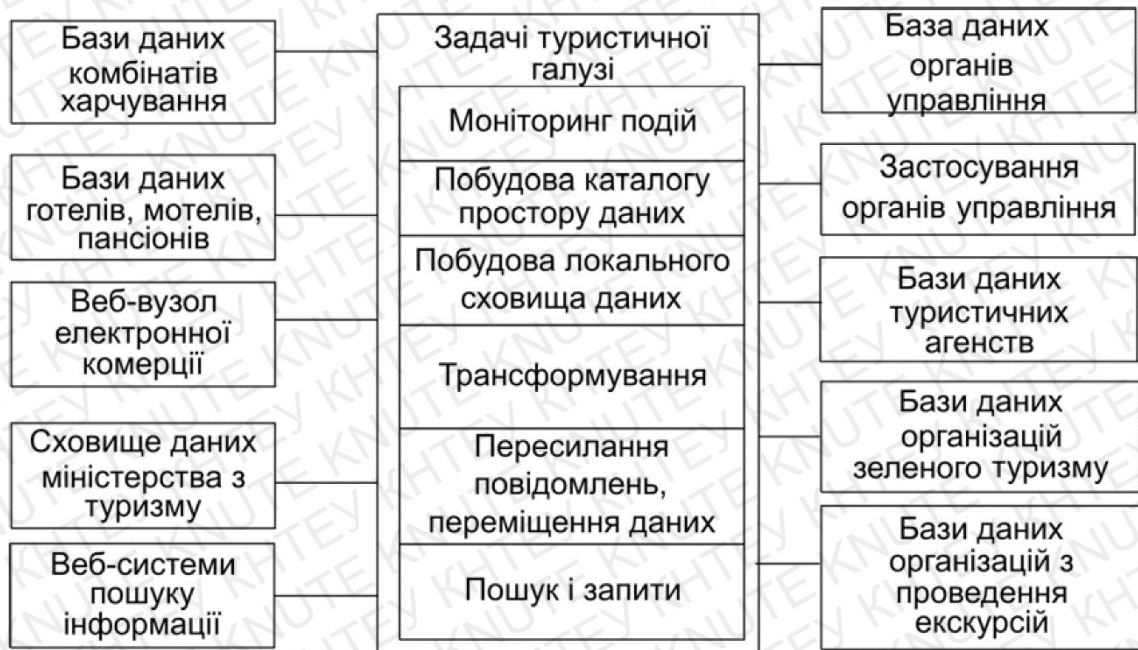 Бази даних
комбінатів
харчування
Бази даних
готелів, мотелів,
пансіонів
Веб-вузол
електронної
комерції
Сховище даних
міністерства з
туризму
Веб-системи
пошуку
інформації
Задачі туристичної
галузі
Моніторинг подій
Побудова каталогу
простору даних
Побудова локального
сховища даних
Трансформування
Пересилання
повідомлень,
переміщення даних
Пошук і запити
База даних
органів
управління
Застосування
органів управління
Бази даних
туристичних
агенств
Бази даних
організацій
зеленого туризму
Бази даних
організацій з
проведення
екскурсій
KNUTE КНТЕУ